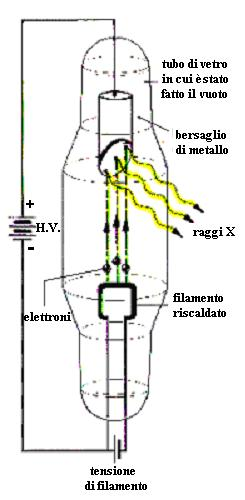 tubo di vetro
in cui è stato
fatto il vuoto
bersaglio
di metallo
+
H.V.
-
raggi X
elettroni
filamento
riscaldato
tensione
di filamento